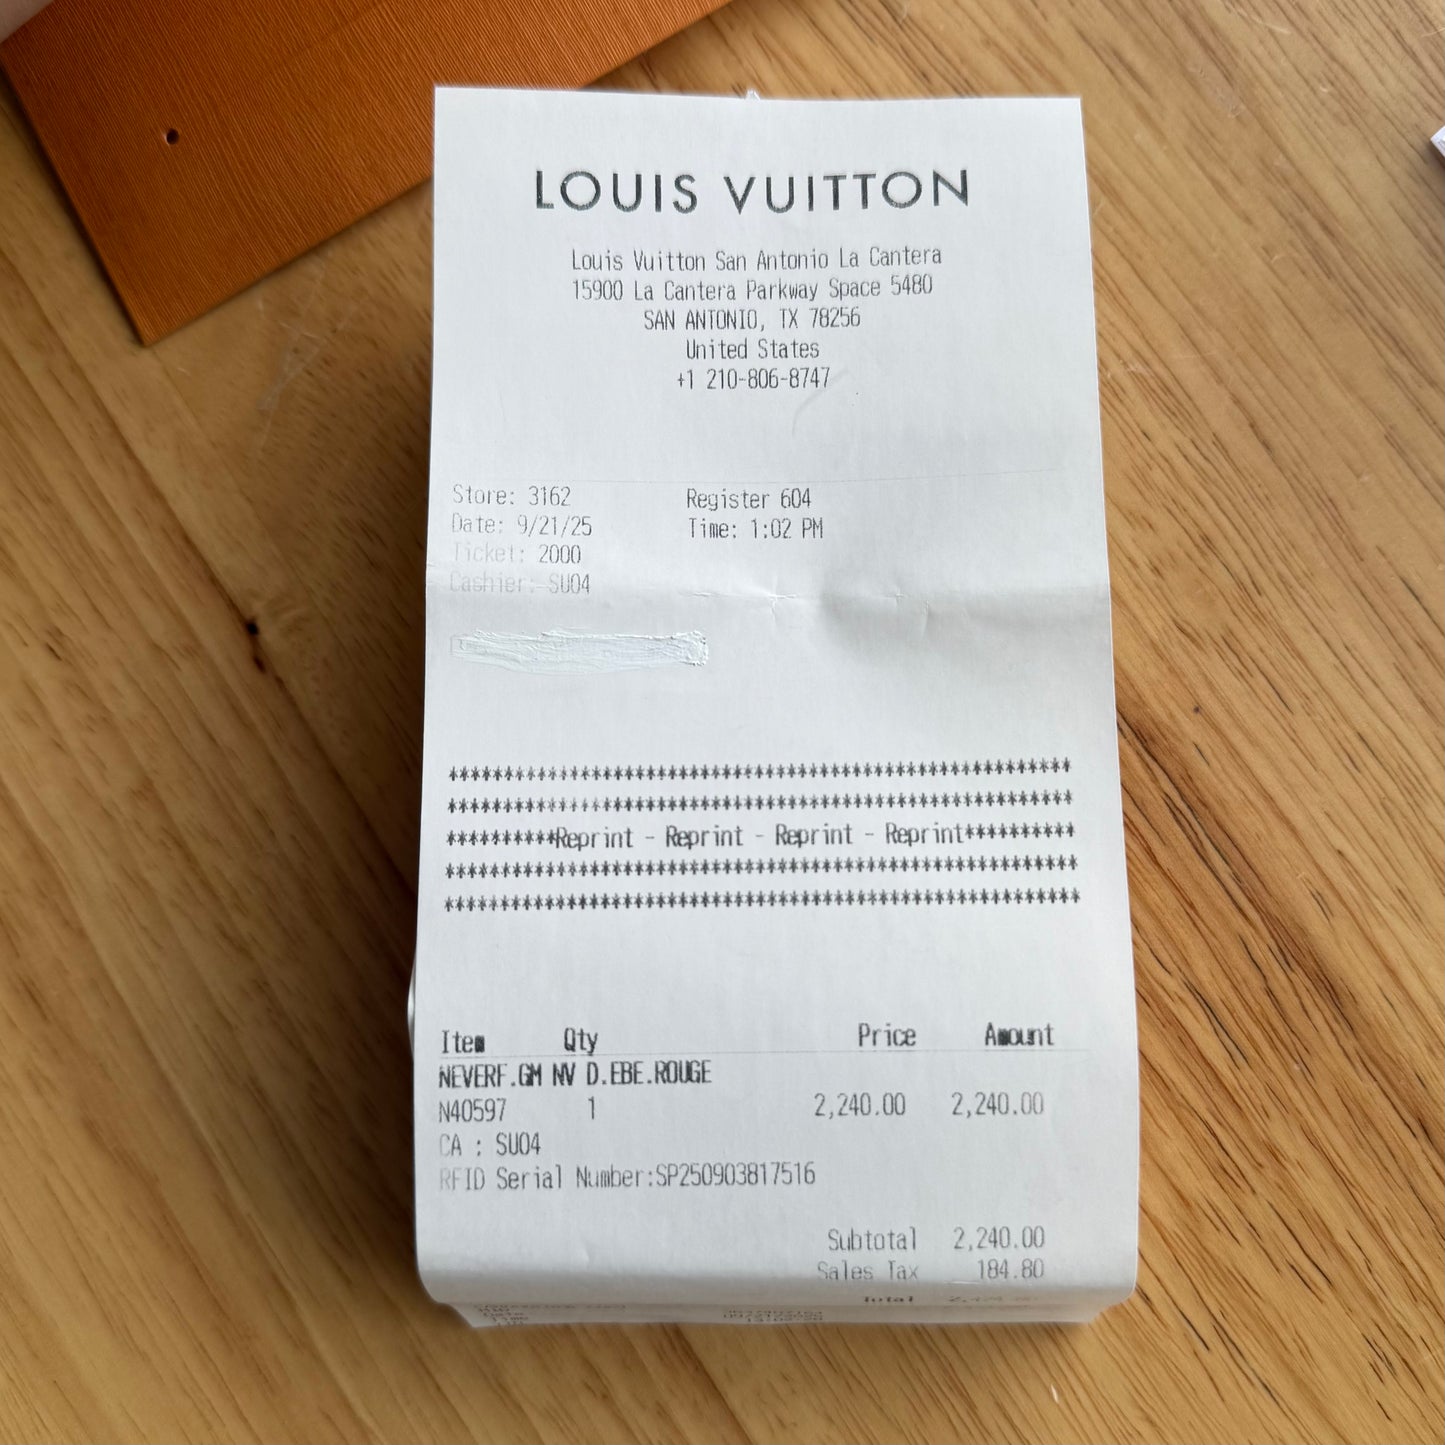 LOUIS VUITTON
Louis Vuitton San Antonio La Cantera
15900 La Cantera Parkway Space 5480
SAN ANTONIO, TX 78256
United States
+1 210-806-8747
Store: 3162 Register 604
Date: 9/21/25 Time: 1:02 PM
Ticket: 2000
Cashier: SU04
*********************************************************
*********************************************************
**********Reprint - Reprint - Reprint - Reprint**********
*********************************************************
*********************************************************
Item Qty Price Amount
NEVERF.GM NV D.EBE.ROUGE
N40597 1 2,240.00 2,240.00
CA : SU04
RFID Serial Number:SP250903817516
Subtotal 2,240.00
Sales Tax 184.80
Total